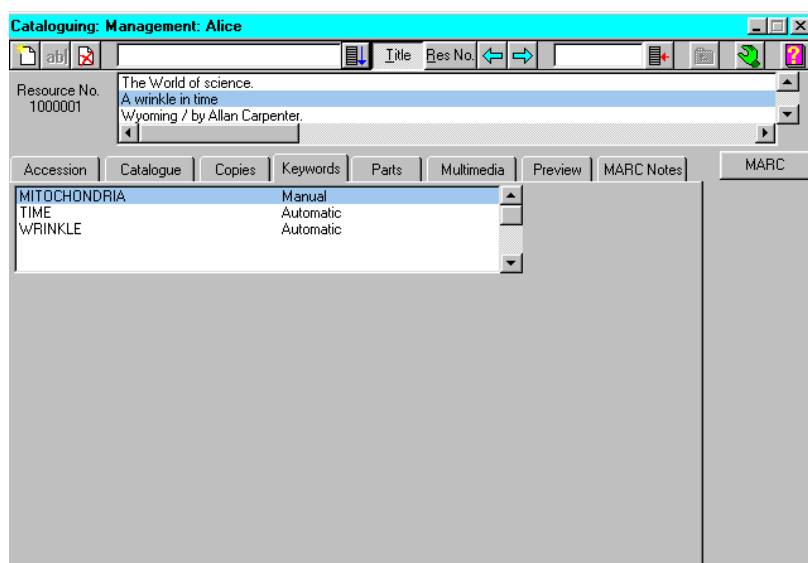 Cataloguing: Management: Alice
ab Title Res No. ?
Resource No.
1000001
The World of science.
A wrinkle in time
Wyoming / by Allan Carpenter.
Accession Catalogue Copies Keywords Parts Multimedia Preview MARC Notes MARC
MITOCHONDRIA Manual
TIME Automatic
WRINKLE Automatic